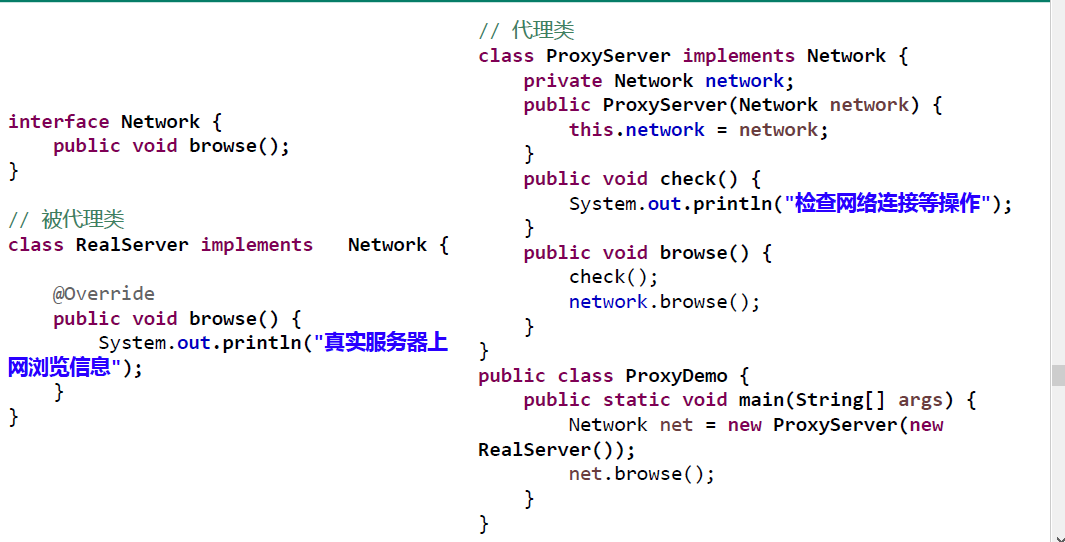 interface Network {
    public void browse();
}
// 被代理类
class RealServer implements   Network {
    @Override
    public void browse() {
        System.out.println("真实服务器上
网浏览信息");
    }
}
// 代理类
class ProxyServer implements Network {
    private Network network;
    public ProxyServer(Network network) {
        this.network = network;
    }
    public void check() {
        System.out.println("检查网络连接等操作");
    }
    public void browse() {
        check();
        network.browse();
    }
}
public class ProxyDemo {
    public static void main(String[] args) {
        Network net = new ProxyServer(new
RealServer());
        net.browse();
    }
}